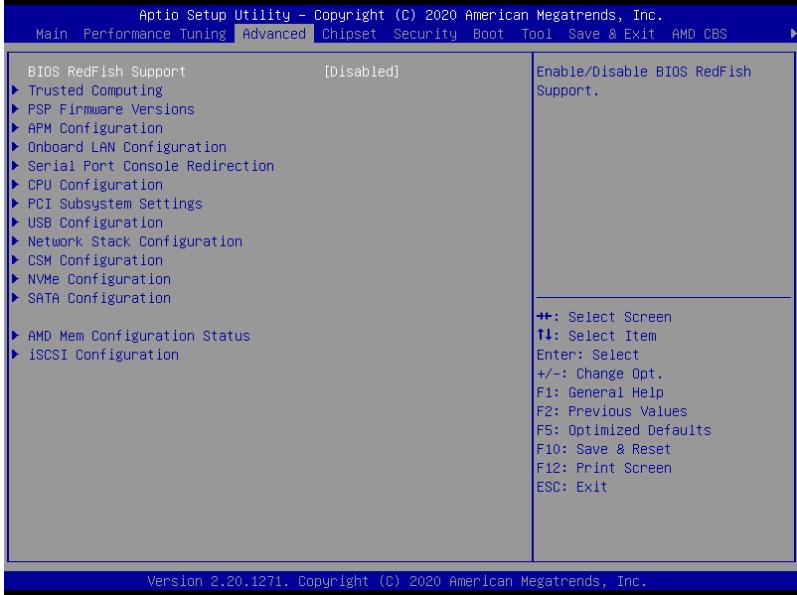 Aptio Setup Utility – Copyright (C) 2020 American Megatrends, Inc.
Main Performance Tuning Advanced Chipset Security Boot Tool Save & Exit AMD CBS
BIOS RedFish Support [Disabled]
Trusted Computing
PSP Firmware Versions
APM Configuration
Onboard LAN Configuration
Serial Port Console Redirection
CPU Configuration
PCI Subsystem Settings
USB Configuration
Network Stack Configuration
CSM Configuration
NVMe Configuration
SATA Configuration
AMD Mem Configuration Status
iSCSI Configuration
Enable/Disable BIOS RedFish
Support.
→←: Select Screen
↑↓: Select Item
Enter: Select
+/-: Change Opt.
F1: General Help
F2: Previous Values
F5: Optimized Defaults
F10: Save & Reset
F12: Print Screen
ESC: Exit
Version 2.20.1271. Copyright (C) 2020 American Megatrends, Inc.